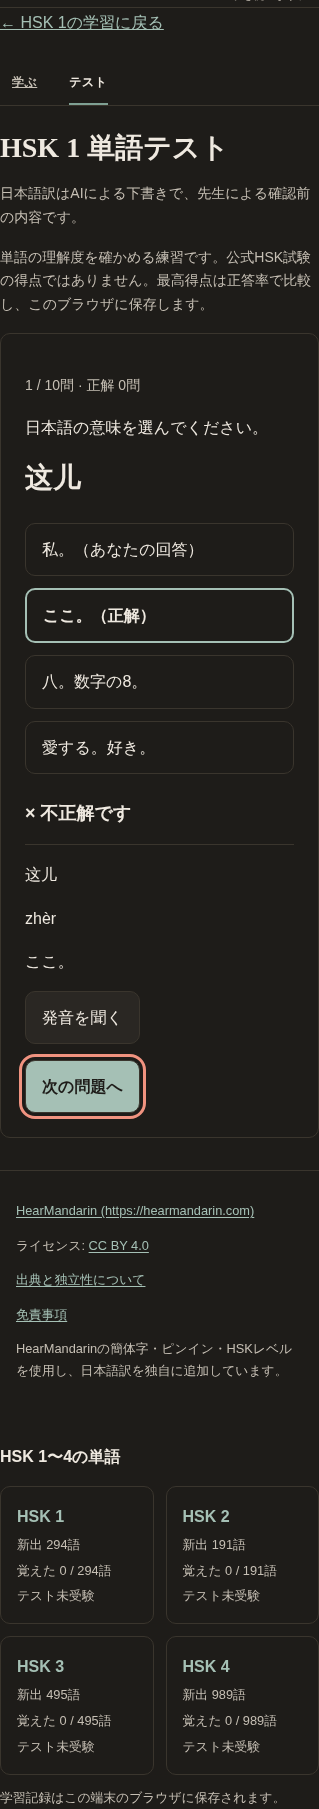 ← HSK 1の学習に戻る
学ぶ
テスト
HSK 1 単語テスト
日本語訳はAIによる下書きで、先生による確認前
の内容です。
単語の理解度を確かめる練習です。公式HSK試験
の得点ではありません。最高得点は正答率で比較
し、このブラウザに保存します。
1 / 10問 · 正解 0問
日本語の意味を選んでください。
这儿
私。（あなたの回答）
ここ。（正解）
八。数字の8。
愛する。好き。
× 不正解です
这儿
zhèr
ここ。
発音を聞く
次の問題へ
HearMandarin (https://hearmandarin.com)
ライセンス: CC BY 4.0
出典と独立性について
免責事項
HearMandarinの簡体字・ピンイン・HSKレベル
を使用し、日本語訳を独自に追加しています。
HSK 1〜4の単語
HSK 1
新出 294語
覚えた 0 / 294語
テスト未受験
HSK 2
新出 191語
覚えた 0 / 191語
テスト未受験
HSK 3
新出 495語
覚えた 0 / 495語
テスト未受験
HSK 4
新出 989語
覚えた 0 / 989語
テスト未受験
学習記録はこの端末のブラウザに保存されます。